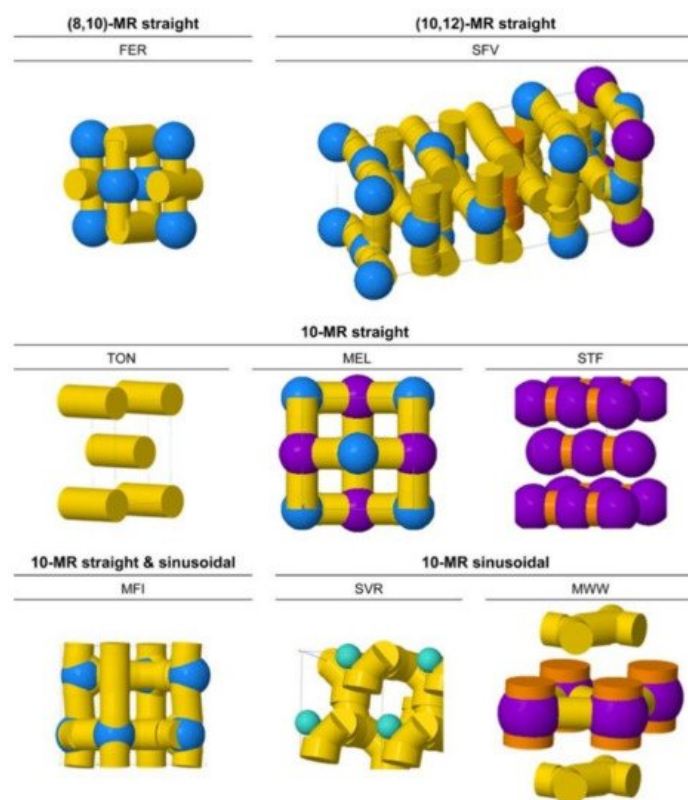 (8,10)-MR straight
(10,12)-MR straight
FER
SFV
10-MR straight
TON
MEL
STF
10-MR straight & sinusoidal
10-MR sinusoidal
MFI
SVR
MWW